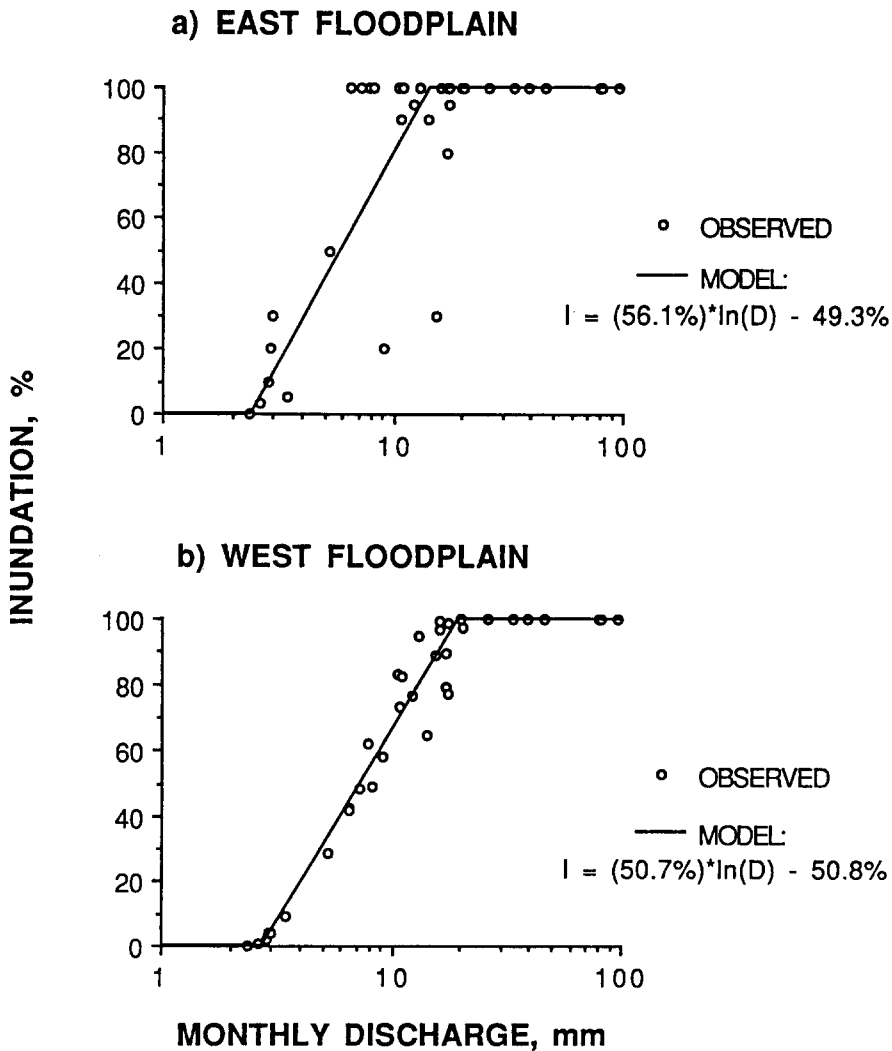 a) EAST FLOODPLAIN
100
80
60
40
20
0
1
10
100
OBSERVED
MODEL:
I = (56.1%)*ln(D) - 49.3%
INUNDATION, %
b) WEST FLOODPLAIN
100
80
60
40
20
0
1
10
100
OBSERVED
MODEL:
I = (50.7%)*ln(D) - 50.8%
MONTHLY DISCHARGE, mm